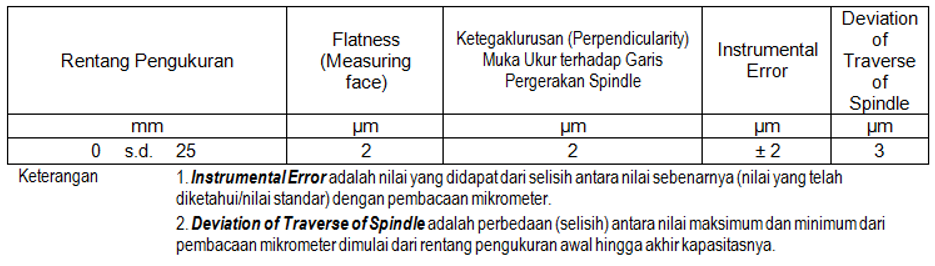 Rentang Pengukuran
Flatness
(Measuring
face)
Ketegaklurusan (Perpendicularity)
Muka Ukur terhadap Garis
Pergerakan Spindle
Instrumental
Error
Deviation
of
Traverse
of
Spindle
mm µm µm µm µm
0 s.d. 25 2 2 ± 2 3
Keterangan 1. Instrumental Error adalah nilai yang didapat dari selisih antara nilai sebenarnya (nilai yang telah
diketahui/nilai standar) dengan pembacaan mikrometer.
2. Deviation of Traverse of Spindle adalah perbedaan (selisih) antara nilai maksimum dan minimum dari
pembacaan mikrometer dimulai dari rentang pengukuran awal hingga akhir kapasitasnya.